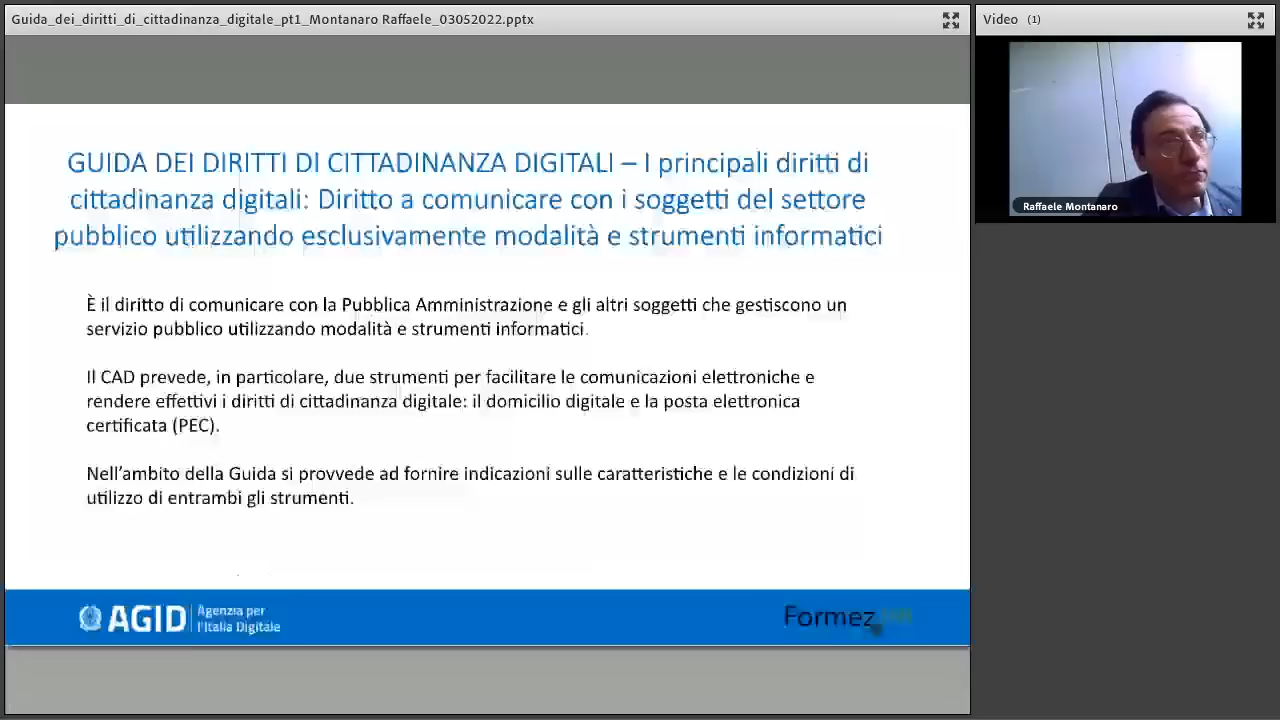 Guida_dei_diritti_di_cittadinanza_digitale_pt1_Montanaro Raffaele_03052022.pptx
Video (1)
Raffaele Montanaro
GUIDA DEI DIRITTI DI CITTADINANZA DIGITALI – I principali diritti di
cittadinanza digitali: Diritto a comunicare con i soggetti del settore
pubblico utilizzando esclusivamente modalità e strumenti informatici
È il diritto di comunicare con la Pubblica Amministrazione e gli altri soggetti che gestiscono un
servizio pubblico utilizzando modalità e strumenti informatici.
Il CAD prevede, in particolare, due strumenti per facilitare le comunicazioni elettroniche e
rendere effettivi i diritti di cittadinanza digitale: il domicilio digitale e la posta elettronica
certificata (PEC).
Nell'ambito della Guida si provvede ad fornire indicazioni sulle caratteristiche e le condizioni di
utilizzo di entrambi gli strumenti.
AGID
Agenzia per
l'Italia Digitale
Formez